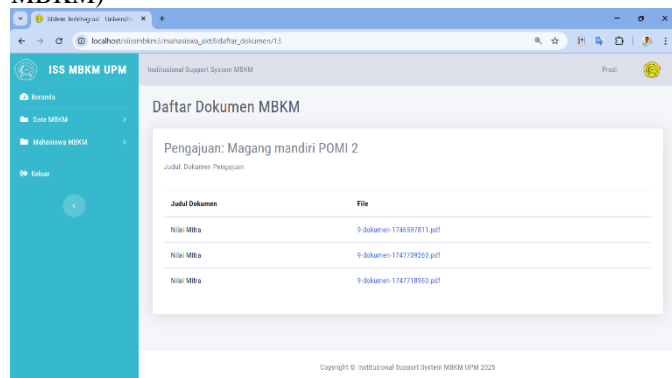 MBKM)
Sistem Terintegrasi Universita
localhost/siissmbkm3/mahasiswa_aktif/daftar_dokumen/13
ISS MBKM UPM
Institusional Support System MBKM
Prodi
Beranda
Data MBKM
Mahasiswa MBKM
Keluar
Daftar Dokumen MBKM
Pengajuan: Magang mandiri POMI 2
Judul: Dokumen Pengajuan
Judul Dokumen File
Nilai Mitra 9-dokumen-1746597811.pdf
Nilai Mitra 9-dokumen-1747709260.pdf
Nilai Mitra 9-dokumen-1747718960.pdf
Copyright © Institusional Support System MBKM UPM 2025